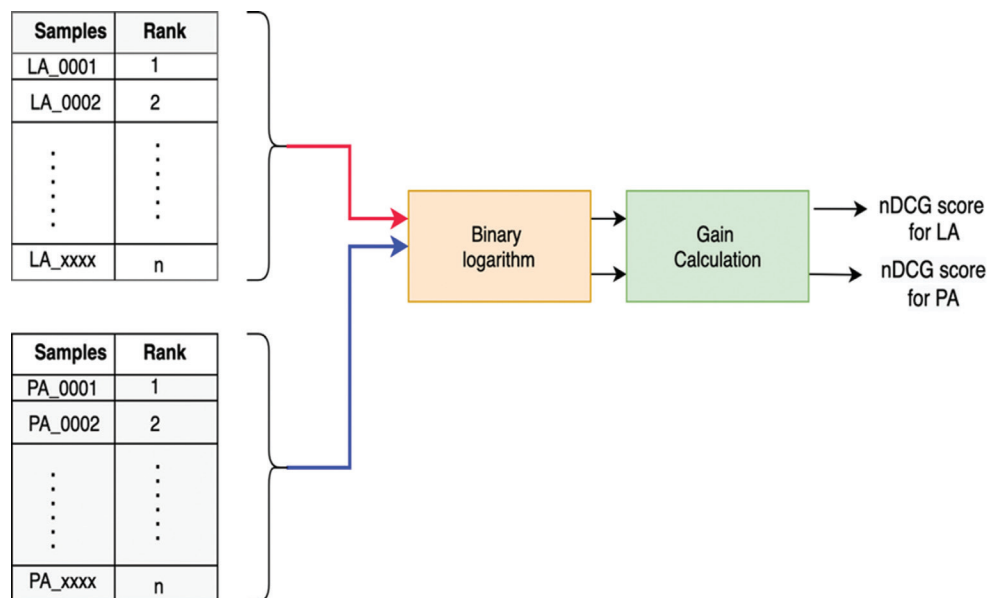 Samples Rank
LA_0001 1
LA_0002 2
LA_xxxx n
Samples Rank
PA_0001 1
PA_0002 2
PA_xxxx n
Binary
logarithm
Gain
Calculation
nDCG score
for LA
nDCG score
for PA